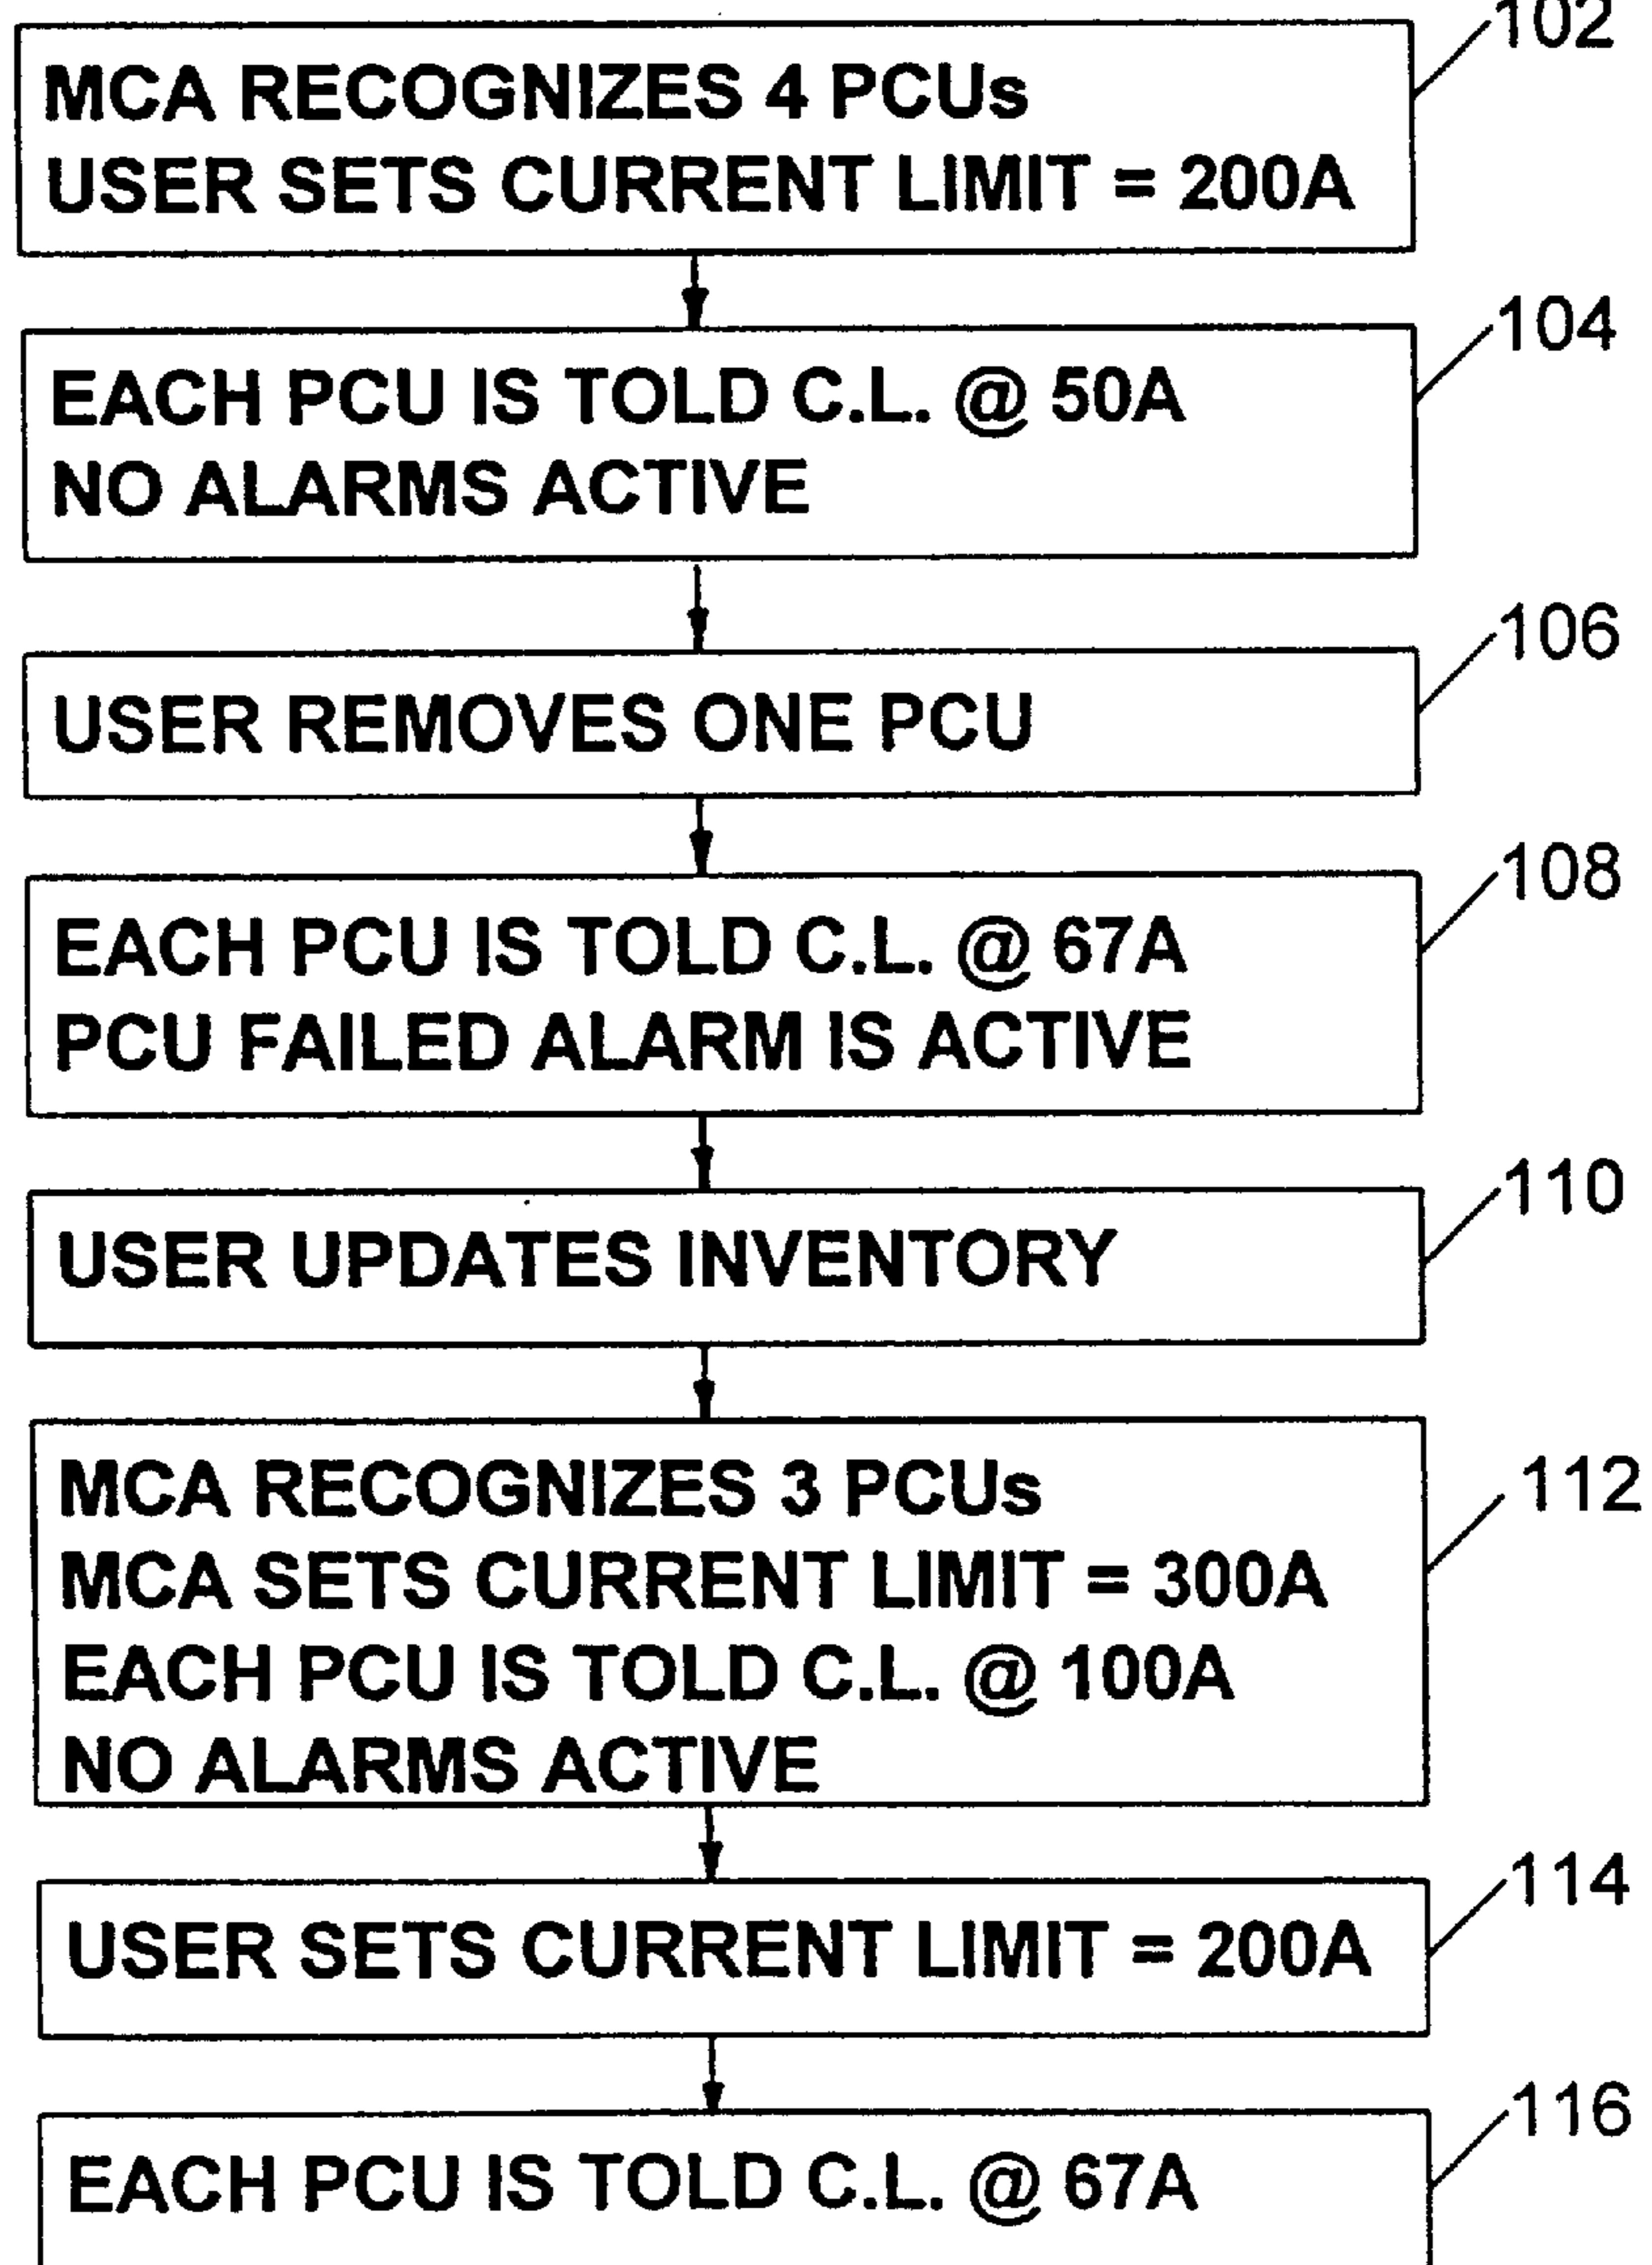 102
MCA RECOGNIZES 4 PCUs
USER SETS CURRENT LIMIT = 200A
104
EACH PCU IS TOLD C.L. @ 50A
NO ALARMS ACTIVE
106
USER REMOVES ONE PCU
108
EACH PCU IS TOLD C.L. @ 67A
PCU FAILED ALARM IS ACTIVE
110
USER UPDATES INVENTORY
112
MCA RECOGNIZES 3 PCUs
MCA SETS CURRENT LIMIT = 300A
EACH PCU IS TOLD C.L. @ 100A
NO ALARMS ACTIVE
114
USER SETS CURRENT LIMIT = 200A
116
EACH PCU IS TOLD C.L. @ 67A